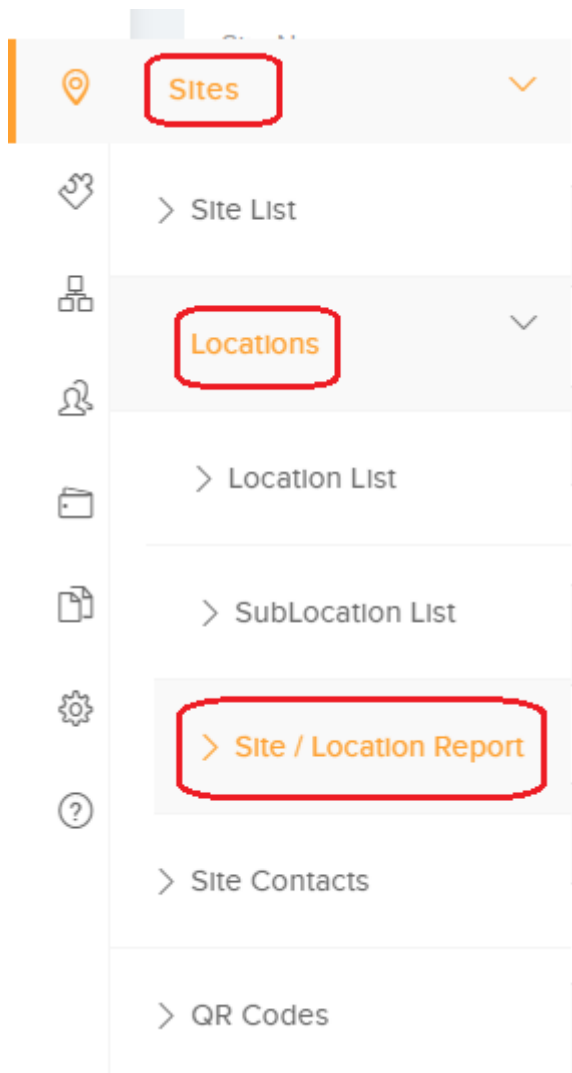 Sites
Site List
Locations
Location List
SubLocation List
Site / Location Report
Site Contacts
QR Codes